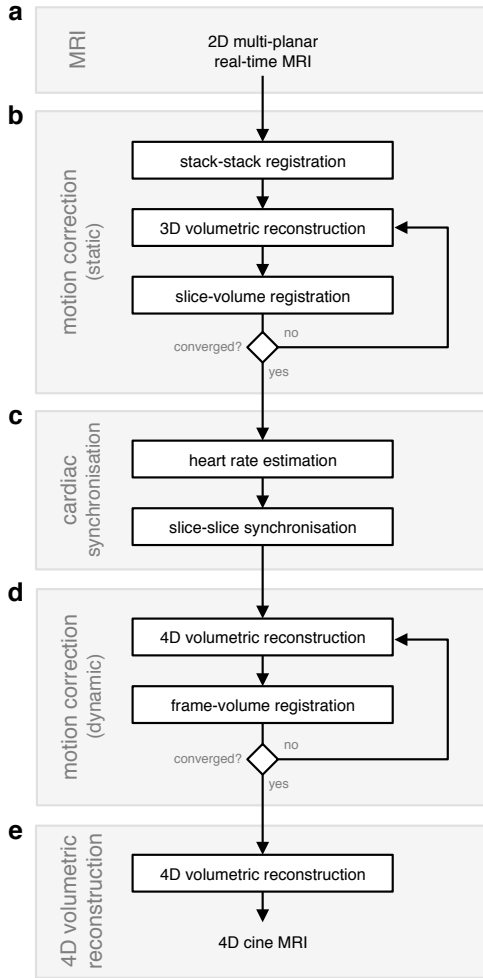 a
MRI
2D multi-planar
real-time MRI
b
motion correction
(static)
stack-stack registration
3D volumetric reconstruction
slice-volume registration
converged?
no
yes
c
cardiac
synchronisation
heart rate estimation
slice-slice synchronisation
d
motion correction
(dynamic)
4D volumetric reconstruction
frame-volume registration
converged?
no
yes
e
4D volumetric
reconstruction
4D volumetric reconstruction
4D cine MRI